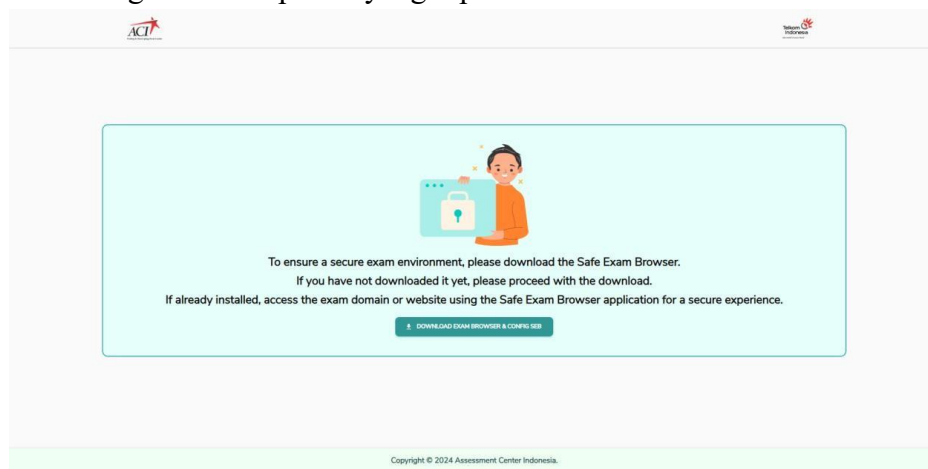 ACI
Telkom
Indonesia
To ensure a secure exam environment, please download the Safe Exam Browser.
If you have not downloaded it yet, please proceed with the download.
If already installed, access the exam domain or website using the Safe Exam Browser application for a secure experience.
DOWNLOAD EXAM BROWSER & CONFIG SEB
Copyright © 2024 Assessment Center Indonesia.